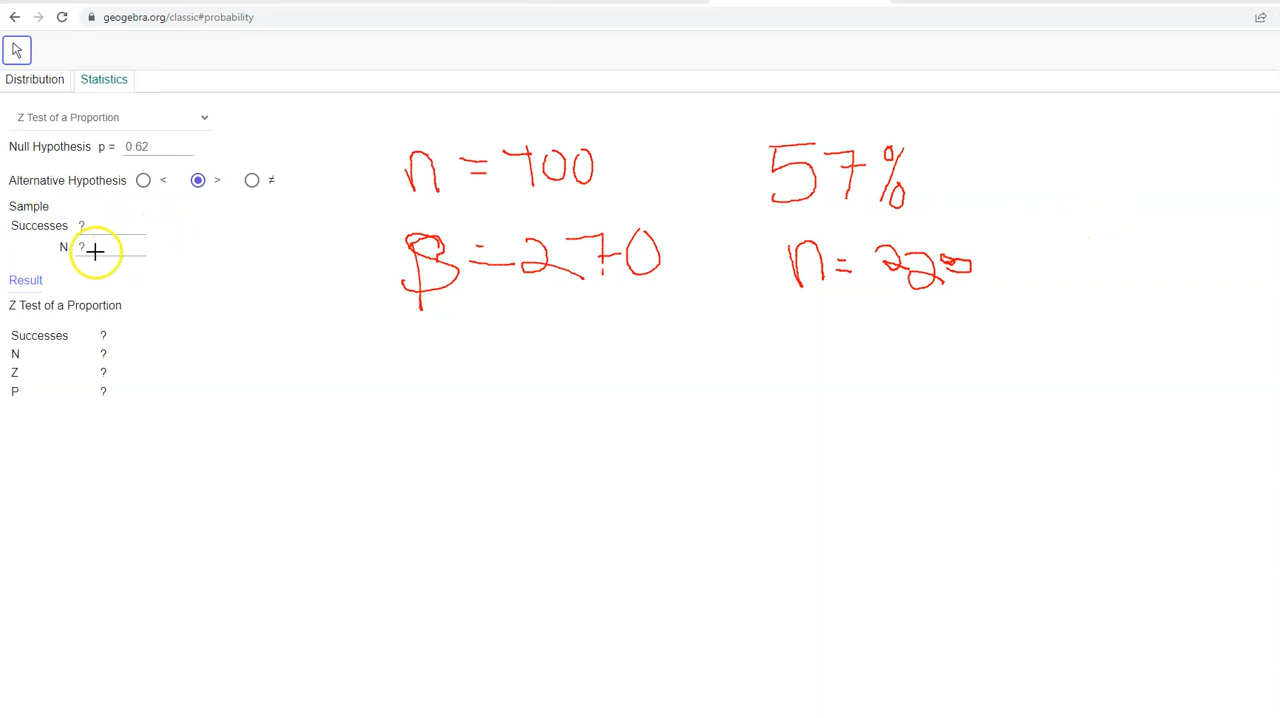 geogebra.org/classic#probability
Distribution Statistics
Z Test of a Proportion
Null Hypothesis p = 0.62
Alternative Hypothesis < > ≠
Sample
Successes ?
N ?
Result
Z Test of a Proportion
Successes ?
N ?
Z ?
P ?
n = 400
= 270
57%
n = 220